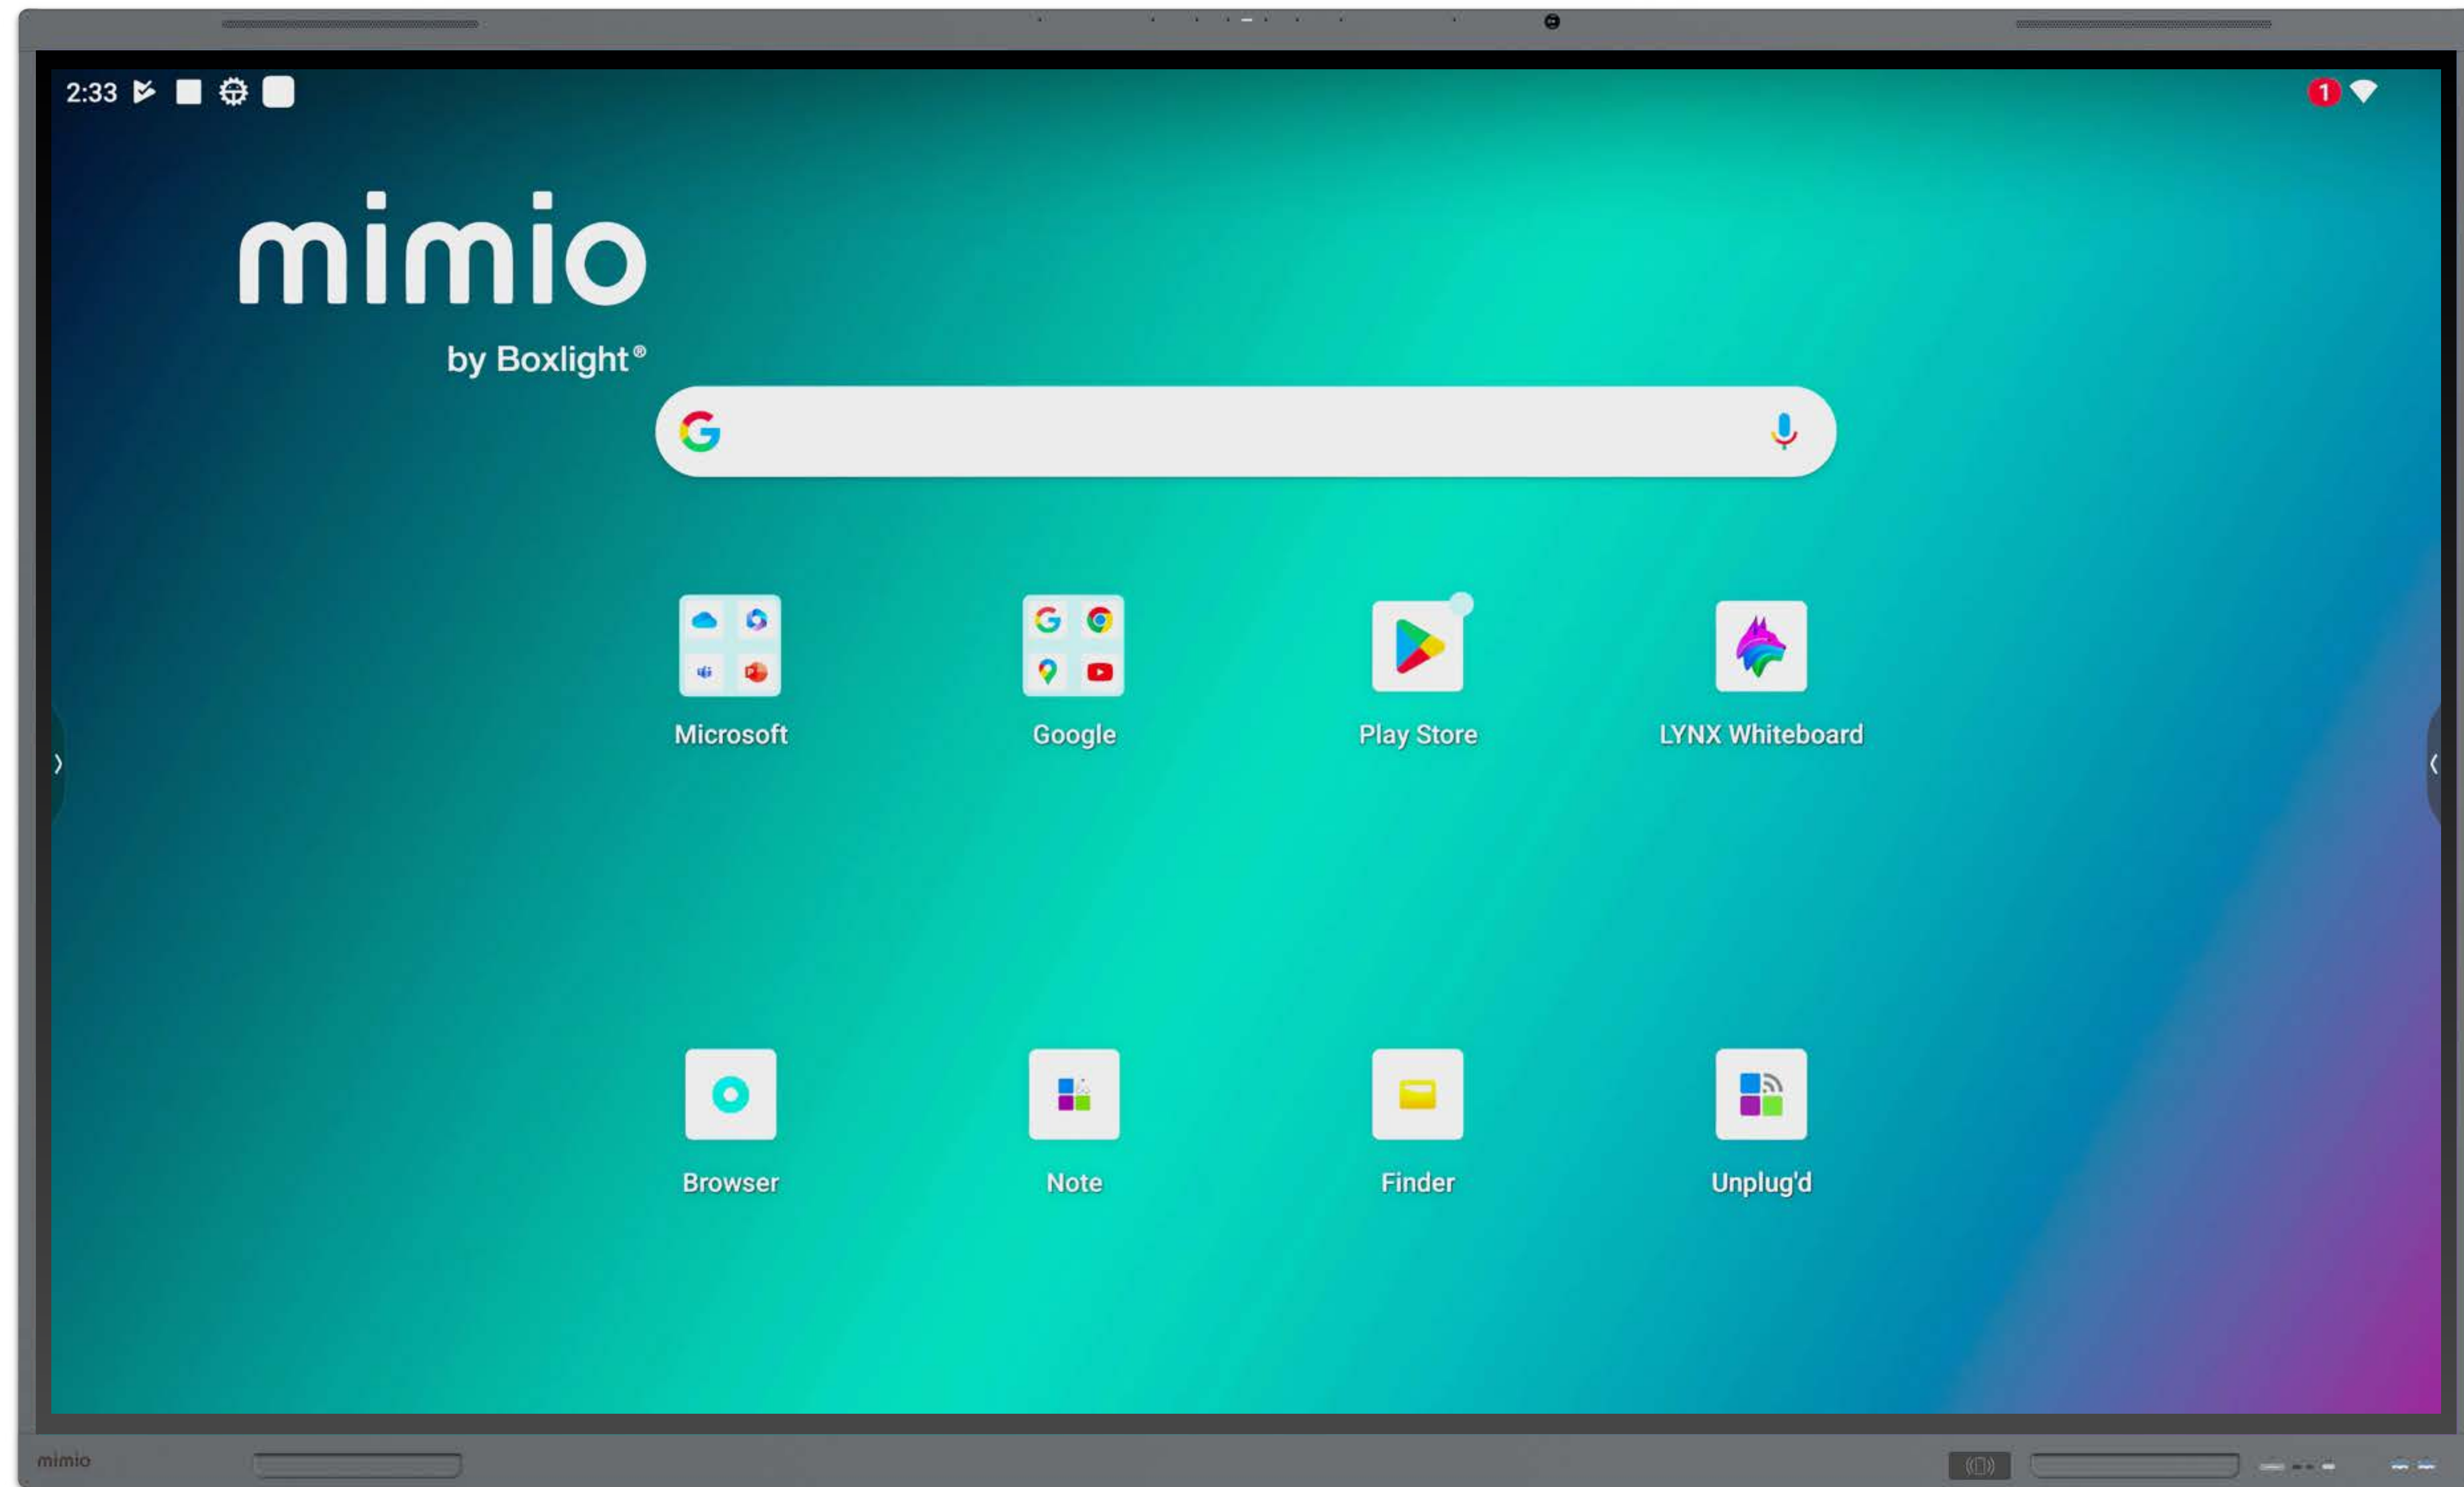 2:33
1
mimio
by Boxlight®
Microsoft
Google
Play Store
LYNX Whiteboard
Browser
Note
Finder
Unplug'd
mimio